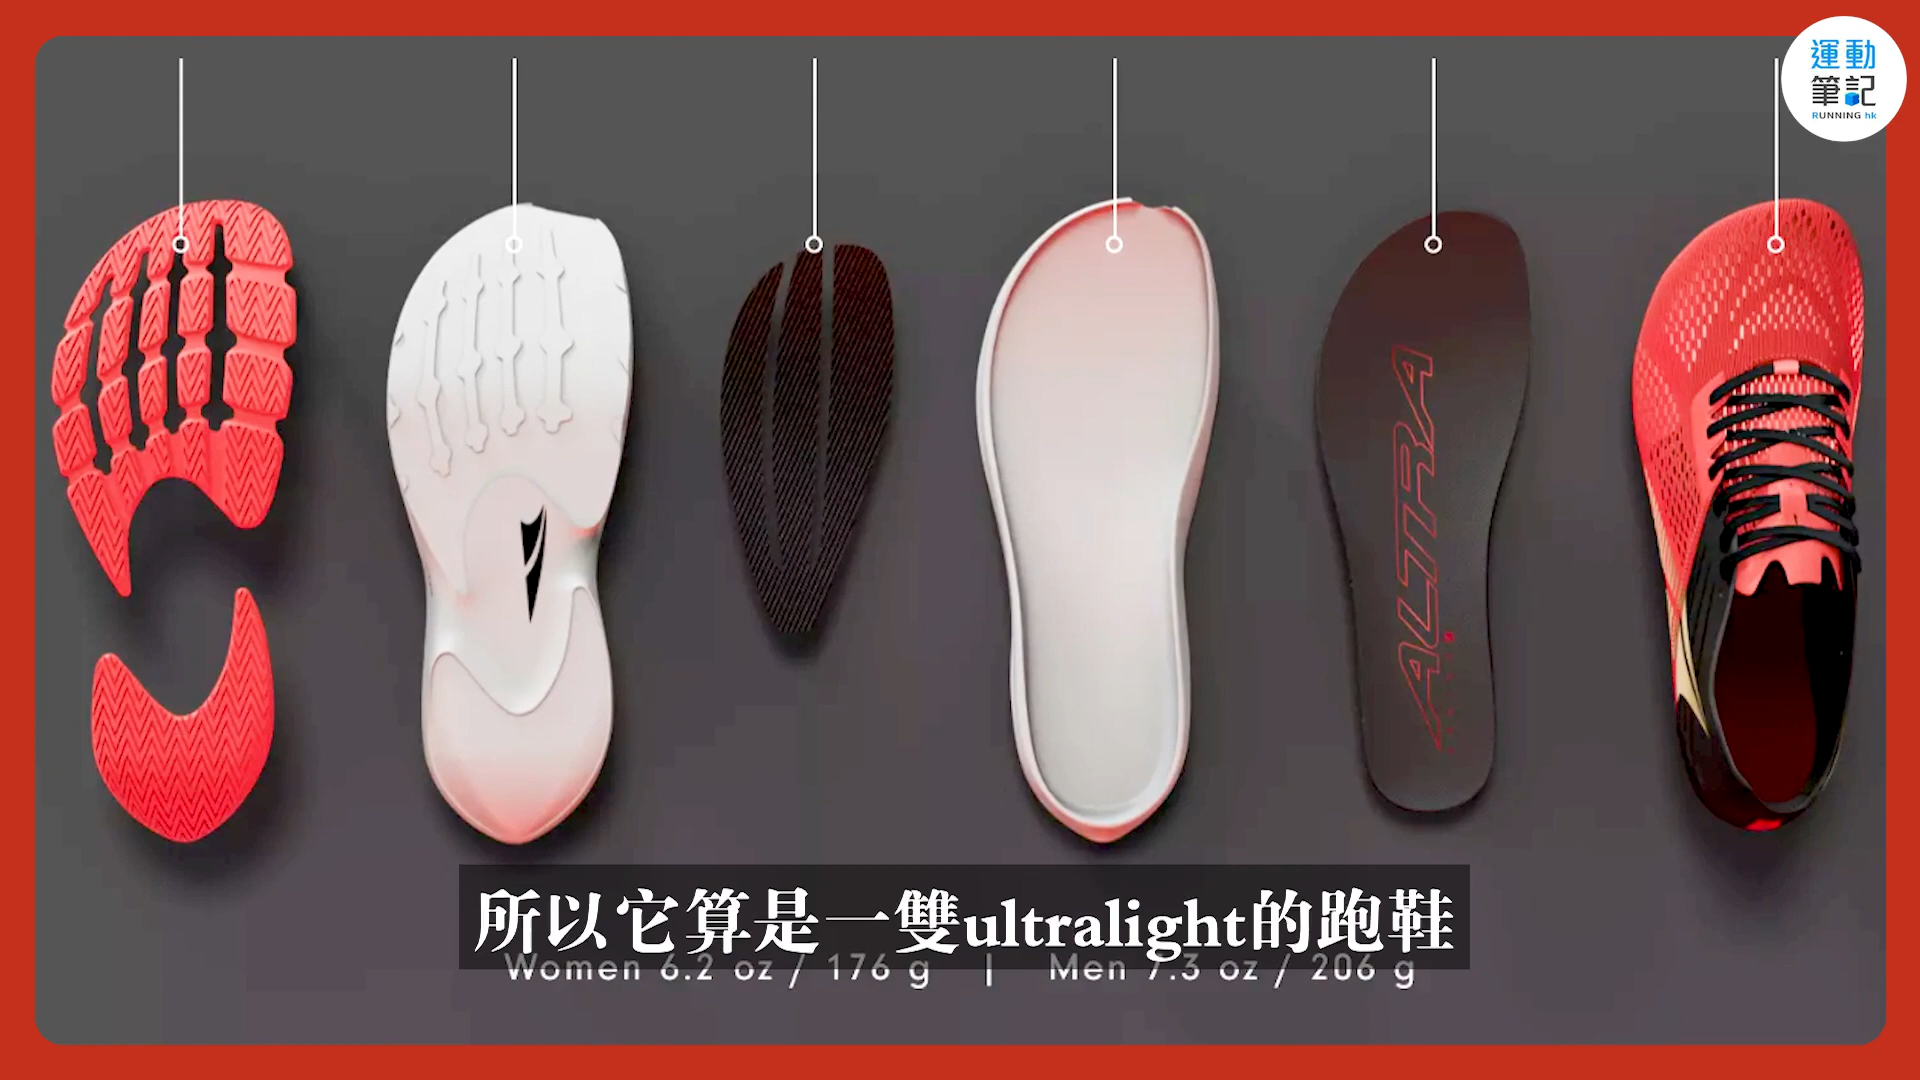 運動
筆記
RUNNING hk
ALTRA
所以它算是一雙ultralight的跑鞋
Women 6.2 oz / 176 g | Men 7.3 oz / 206 g